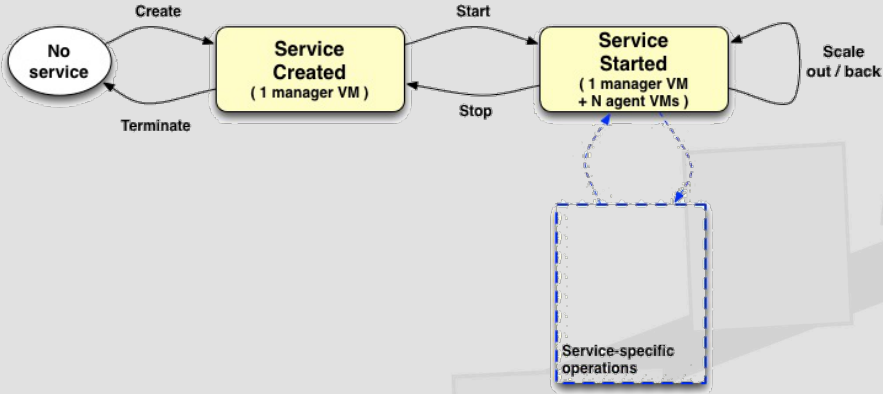 Create
Start
No
service
Service
Created
( 1 manager VM )
Service
Started
( 1 manager VM
+ N agent VMs )
Scale
out / back
Terminate
Stop
Service-specific
operations